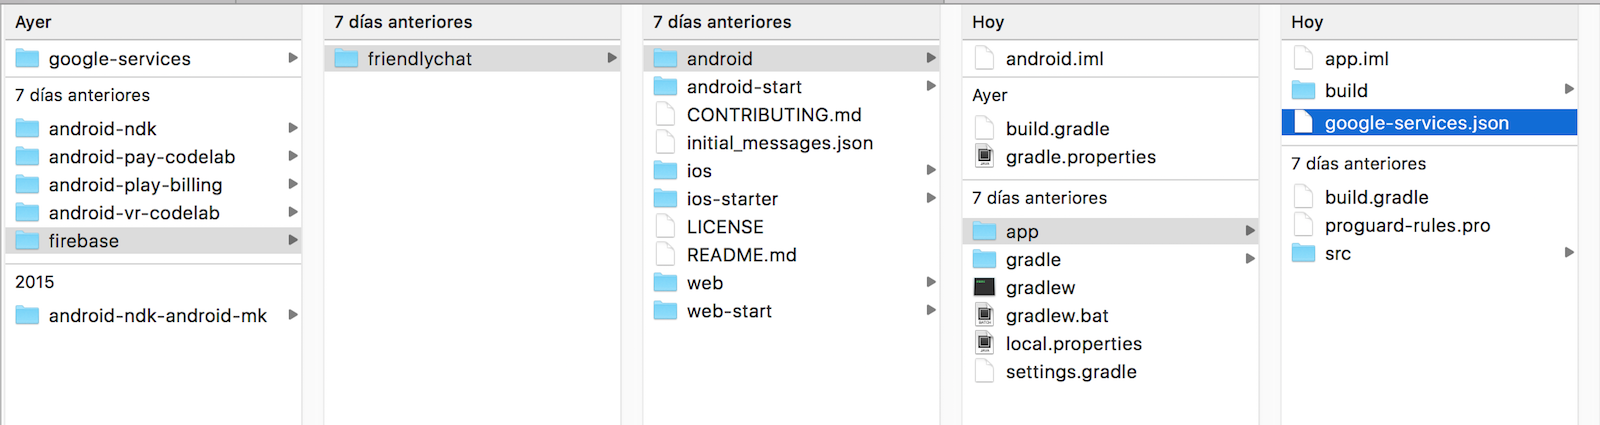 Ayer
google-services
7 días anteriores
android-ndk
android-pay-codelab
android-play-billing
android-vr-codelab
firebase
2015
android-ndk-android-mk
7 días anteriores
friendlychat
7 días anteriores
android
android-start
CONTRIBUTING.md
initial_messages.json
ios
ios-starter
LICENSE
README.md
web
web-start
Hoy
android.iml
Ayer
build.gradle
gradle.properties
7 días anteriores
app
gradle
gradlew
gradlew.bat
local.properties
settings.gradle
Hoy
app.iml
build
google-services.json
7 días anteriores
build.gradle
proguard-rules.pro
src